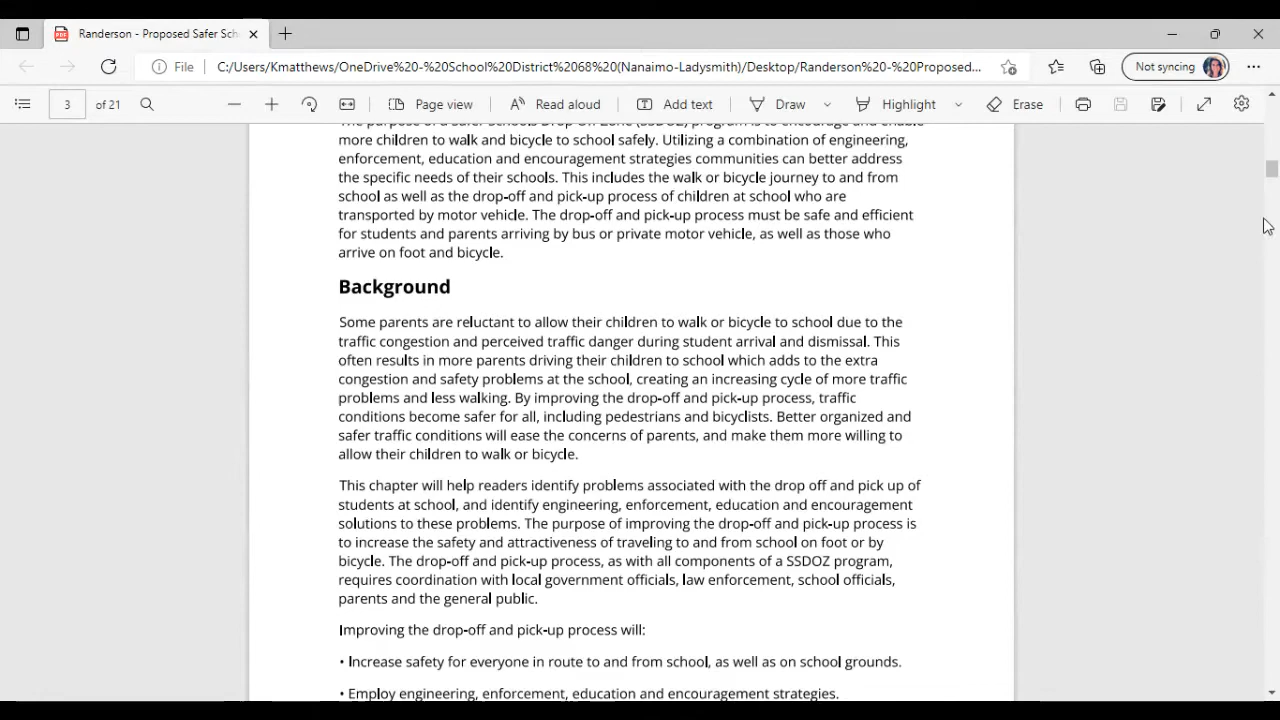 Randerson - Proposed Safer Sch
File C:/Users/Kmatthews/OneDrive%20-%20School%20District%2068%20(Nanaimo-Ladysmith)/Desktop/Randerson%20-%20Proposed... Not syncing
3 of 21 Page view Read aloud Add text Draw Highlight Erase
The purpose of a Safer Schools Drop Off Zone (SSDOZ) program is to encourage and enable
more children to walk and bicycle to school safely. Utilizing a combination of engineering,
enforcement, education and encouragement strategies communities can better address
the specific needs of their schools. This includes the walk or bicycle journey to and from
school as well as the drop-off and pick-up process of children at school who are
transported by motor vehicle. The drop-off and pick-up process must be safe and efficient
for students and parents arriving by bus or private motor vehicle, as well as those who
arrive on foot and bicycle.
Background
Some parents are reluctant to allow their children to walk or bicycle to school due to the
traffic congestion and perceived traffic danger during student arrival and dismissal. This
often results in more parents driving their children to school which adds to the extra
congestion and safety problems at the school, creating an increasing cycle of more traffic
problems and less walking. By improving the drop-off and pick-up process, traffic
conditions become safer for all, including pedestrians and bicyclists. Better organized and
safer traffic conditions will ease the concerns of parents, and make them more willing to
allow their children to walk or bicycle.
This chapter will help readers identify problems associated with the drop off and pick up of
students at school, and identify engineering, enforcement, education and encouragement
solutions to these problems. The purpose of improving the drop-off and pick-up process is
to increase the safety and attractiveness of traveling to and from school on foot or by
bicycle. The drop-off and pick-up process, as with all components of a SSDOZ program,
requires coordination with local government officials, law enforcement, school officials,
parents and the general public.
Improving the drop-off and pick-up process will:
• Increase safety for everyone in route to and from school, as well as on school grounds.
• Employ engineering, enforcement, education and encouragement strategies.